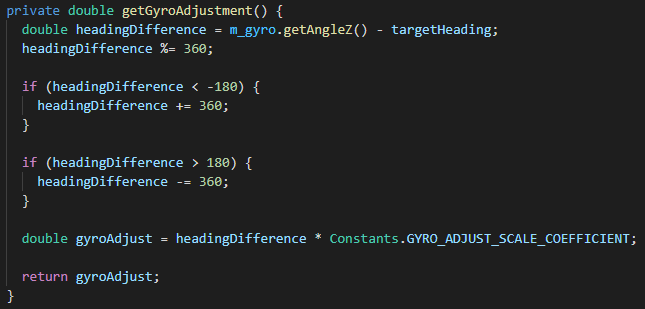 private double getGyroAdjustment() {
  double headingDifference = m_gyro.getAngleZ() - targetHeading;
  headingDifference %= 360;

  if (headingDifference < -180) {
    headingDifference += 360;
  }

  if (headingDifference > 180) {
    headingDifference -= 360;
  }

  double gyroAdjust = headingDifference * Constants.GYRO_ADJUST_SCALE_COEFFICIENT;

  return gyroAdjust;
}